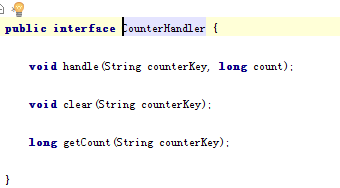 public interface CounterHandler {
void handle(String counterKey, long count);
void clear(String counterKey);
long getCount(String counterKey);
}